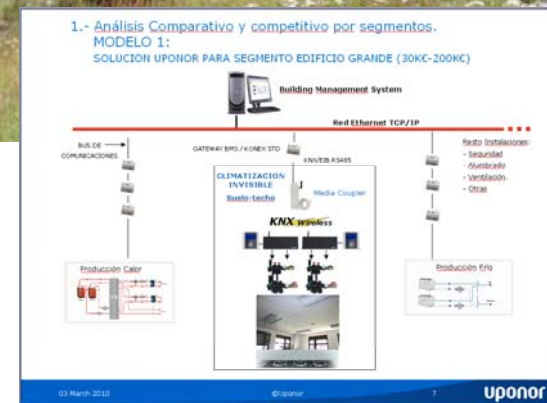 1.- Análisis Comparativo y competitivo por segmentos.
MODELO 1:
SOLUCION UPONOR PARA SEGMENTO EDIFICIO GRANDE (30K€-200K€)
Building Management System
Red Ethernet TCP/IP
BUS DE
COMUNICACIONES
GATEWAY BMS / KONEX STD
KNX/EIB RS485
Resto Instalaciones:
- Seguridad
- Alumbrado
- Ventilación.
- Otras
CLIMATIZACION
INVISIBLE
Suelo-techo
Media Coupler
KNX Wireless
Producción Calor
Producción Frío
03 March 2010
©Uponor
7
uponor